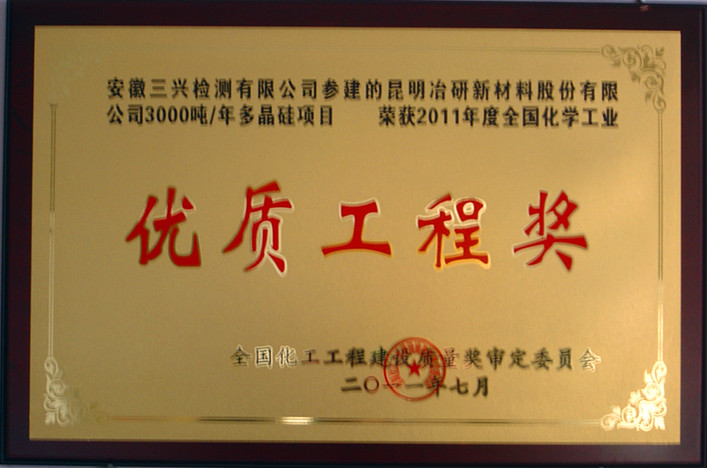 安徽三兴检测有限公司参建的昆明冶研新材料股份有限
公司3000吨/年多晶硅项目 荣获2011年度全国化学工业
优质工程奖
全国化工工程建设质量奖审定委员会
二〇一一年七月